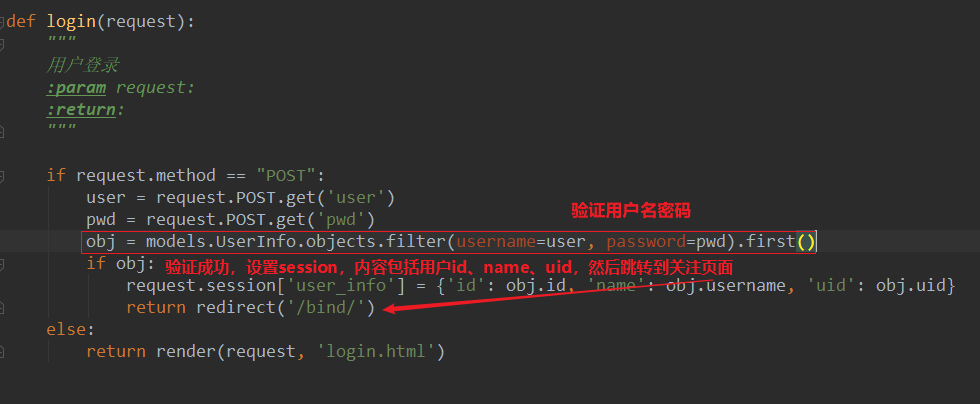 def login(request):
"""
用户登录
:param request:
:return:
"""
if request.method == "POST":
user = request.POST.get('user')
pwd = request.POST.get('pwd')
验证用户名密码
obj = models.UserInfo.objects.filter(username=user, password=pwd).first()
if obj:
验证成功，设置session，内容包括用户id、name、uid，然后跳转到关注页面
request.session['user_info'] = {'id': obj.id, 'name': obj.username, 'uid': obj.uid}
return redirect('/bind/')
else:
return render(request, 'login.html')